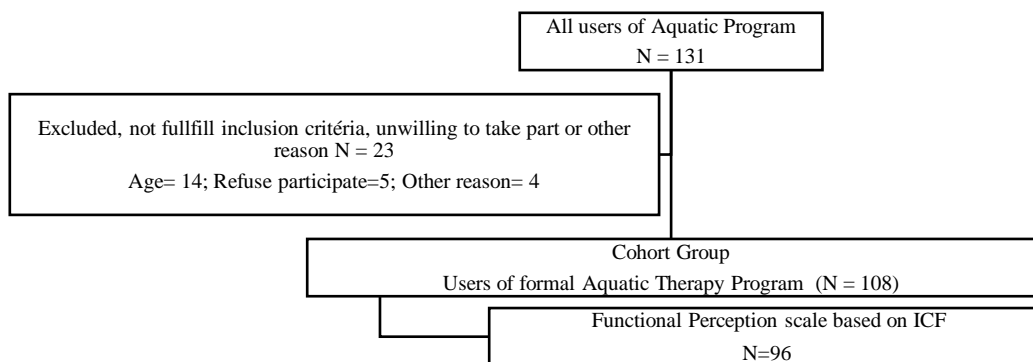 All users of Aquatic Program
N = 131
Excluded, not fullfill inclusion critéria, unwilling to take part or other
reason N = 23
Age= 14; Refuse participate=5; Other reason= 4
Cohort Group
Users of formal Aquatic Therapy Program (N = 108)
Functional Perception scale based on ICF
N=96